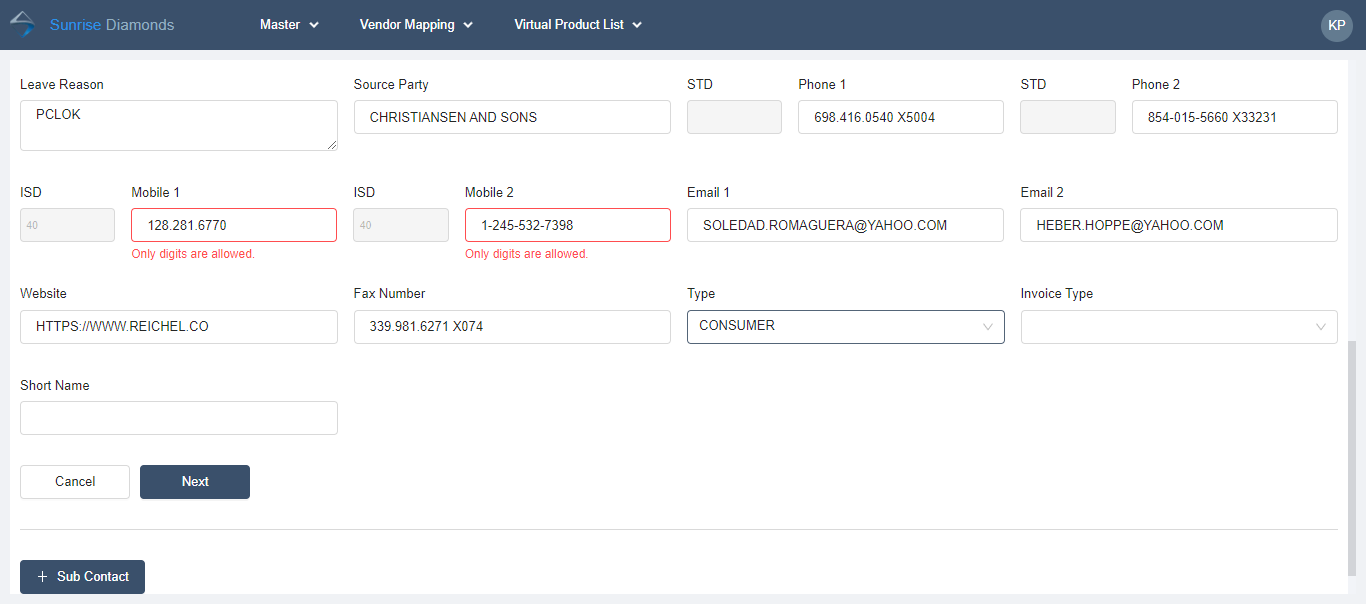 Sunrise Diamonds Master Vendor Mapping Virtual Product List KP
Leave Reason Source Party STD Phone 1 STD Phone 2
PCLOK CHRISTIANSEN AND SONS 698.416.0540 X5004 854-015-5660 X33231
ISD Mobile 1 ISD Mobile 2 Email 1 Email 2
40 128.281.6770 40 1-245-532-7398 SOLEDAD.ROMAGUERA@YAHOO.COM HEBER.HOPPE@YAHOO.COM
Only digits are allowed. Only digits are allowed.
Website Fax Number Type Invoice Type
HTTPS://WWW.REICHEL.CO 339.981.6271 X074 CONSUMER
Short Name
Cancel Next
+ Sub Contact